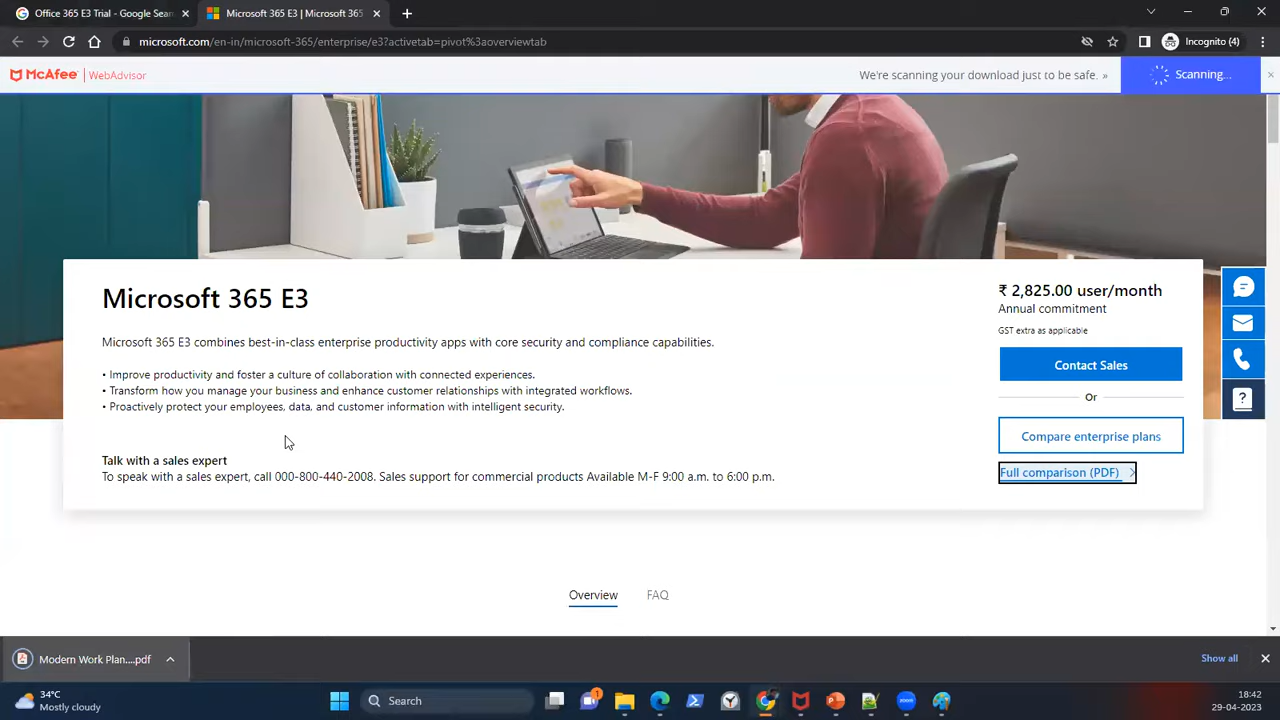 Office 365 E3 Trial - Google Sear
Microsoft 365 E3 | Microsoft 365
microsoft.com/en-in/microsoft-365/enterprise/e3?activetab=pivot%3aoverviewtab
Incognito (4)
McAfee | WebAdvisor
We're scanning your download just to be safe. »
Scanning...
Microsoft 365 E3
Microsoft 365 E3 combines best-in-class enterprise productivity apps with core security and compliance capabilities.
• Improve productivity and foster a culture of collaboration with connected experiences.
• Transform how you manage your business and enhance customer relationships with integrated workflows.
• Proactively protect your employees, data, and customer information with intelligent security.
Talk with a sales expert
To speak with a sales expert, call 000-800-440-2008. Sales support for commercial products Available M-F 9:00 a.m. to 6:00 p.m.
₹ 2,825.00 user/month
Annual commitment
GST extra as applicable
Contact Sales
Or
Compare enterprise plans
Full comparison (PDF)
Overview
FAQ
Modern Work Plan....pdf
Show all
34°C
Mostly cloudy
Search
1
18:42
29-04-2023